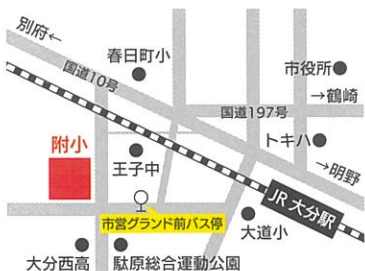 別府←
春日町小
市役所
国道10号
→鶴崎
国道197号
トキハ
附小
王子中
→明野
JR 大分駅
市営グランド前バス停
大道小
大分西高
駄原総合運動公園